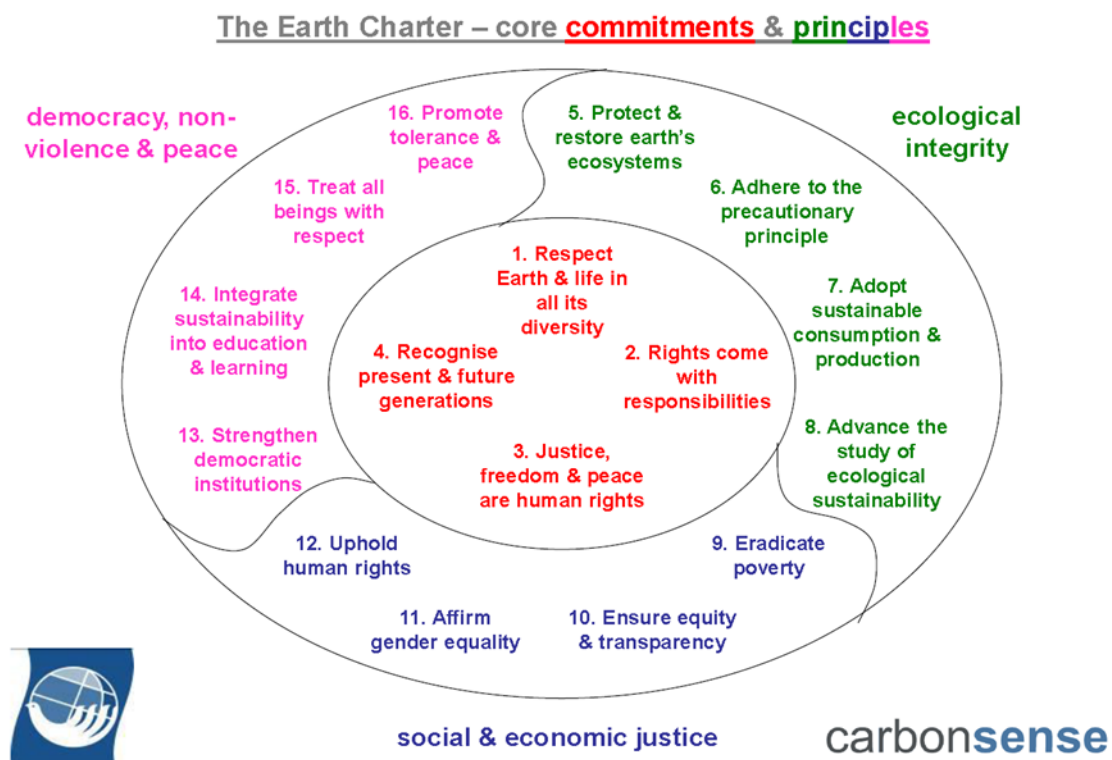 The Earth Charter – core commitments & principles
democracy, non-
violence & peace
ecological
integrity
16. Promote
tolerance &
peace
5. Protect &
restore earth's
ecosystems
15. Treat all
beings with
respect
6. Adhere to the
precautionary
principle
1. Respect
Earth & life in
all its
diversity
14. Integrate
sustainability
into education
& learning
7. Adopt
sustainable
consumption &
production
4. Recognise
present & future
generations
2. Rights come
with
responsibilities
13. Strengthen
democratic
institutions
3. Justice,
freedom & peace
are human rights
8. Advance the
study of
ecological
sustainability
12. Uphold
human rights
9. Eradicate
poverty
11. Affirm
gender equality
10. Ensure equity
& transparency
social & economic justice
carbonsense